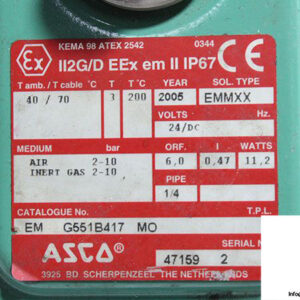 KEMA 98 ATEX 2542 0344 CE
Ex II2G/D EEx em II IP67
T amb. / T cable °C T °C YEAR SOL. TYPE
40 / 70 3 200 2005 EMMXX
VOLTS Hz
24/DC
MEDIUM bar ORF. I WATTS
AIR 2-10 6,0 0,47 11,2
INERT GAS 2-10
PIPE
1/4
CATALOGUE No. T.P.L.
EM G551B417 MO
ASCO® SERIAL N
47159 2
3925 BD SCHERPENZEEL THE NETHERLANDS